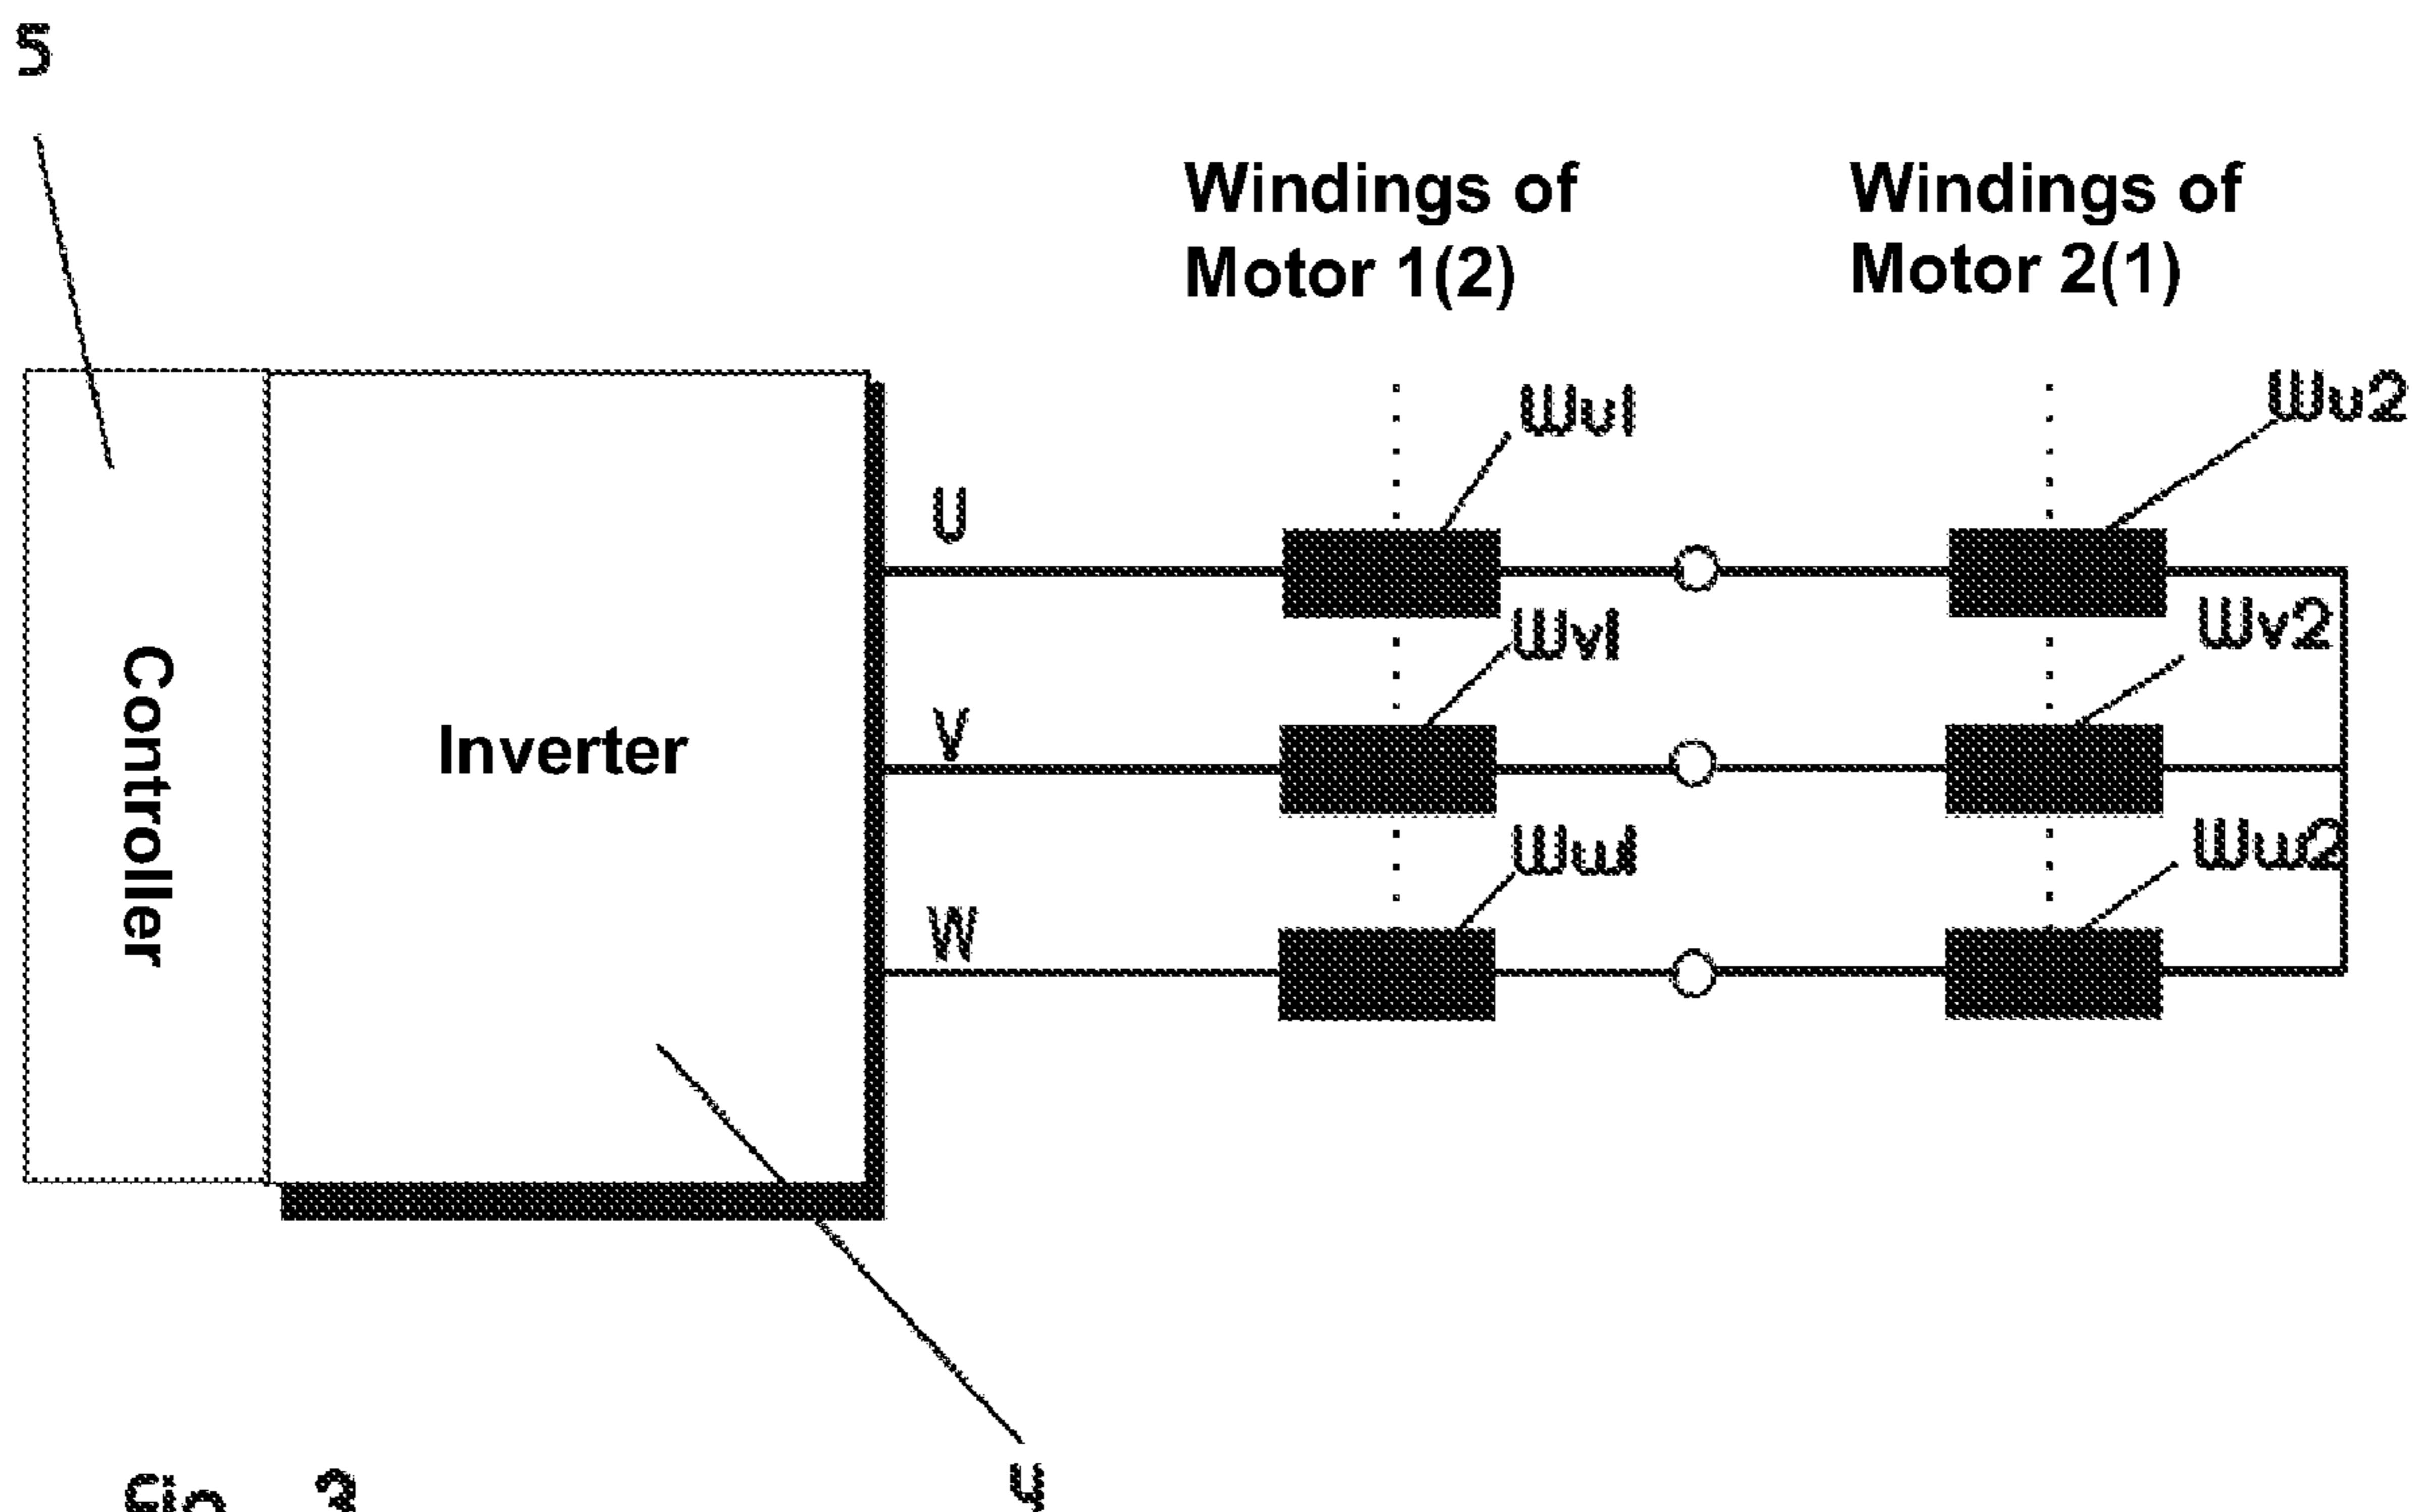 5
Windings of
Motor 1(2)
Windings of
Motor 2(1)
Wu1
Wu2
U
Wv1
Wv2
Controller
Inverter
V
Ww1
Ww2
W
4